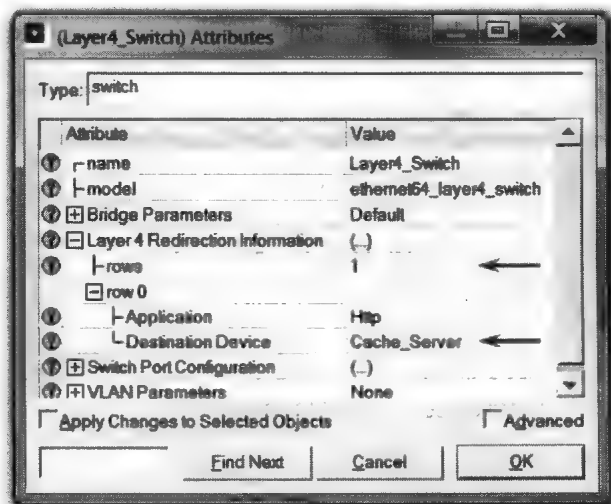 (Layer4_Switch) Attributes
Type: switch
Attribute Value
name Layer4_Switch
model ethernet64_layer4_switch
Bridge Parameters Default
Layer 4 Redirection Information (...)
rows 1
row 0
Application Http
Destination Device Cache_Server
Switch Port Configuration (...)
VLAN Parameters None
Apply Changes to Selected Objects Advanced
Find Next Cancel OK